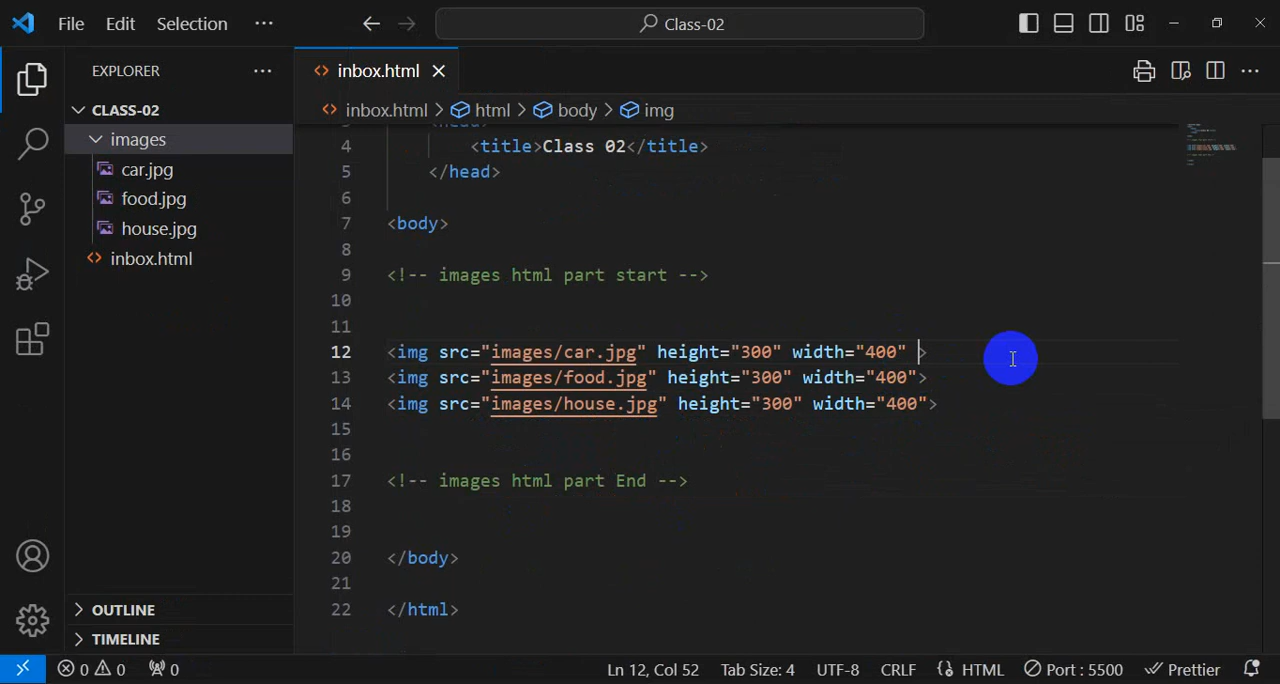 File Edit Selection ··· Class-02
EXPLORER ···
CLASS-02
images
car.jpg
food.jpg
house.jpg
inbox.html
OUTLINE
TIMELINE
inbox.html
inbox.html > html > body > img
4 <title>Class 02</title>
5 </head>
6
7 <body>
8
9 <!-- images html part start -->
10
11
12 <img src="images/car.jpg" height="300" width="400" >
13 <img src="images/food.jpg" height="300" width="400">
14 <img src="images/house.jpg" height="300" width="400">
15
16
17 <!-- images html part End -->
18
19
20 </body>
21
22 </html>
0 0 0 Ln 12, Col 52 Tab Size: 4 UTF-8 CRLF HTML Port : 5500 Prettier